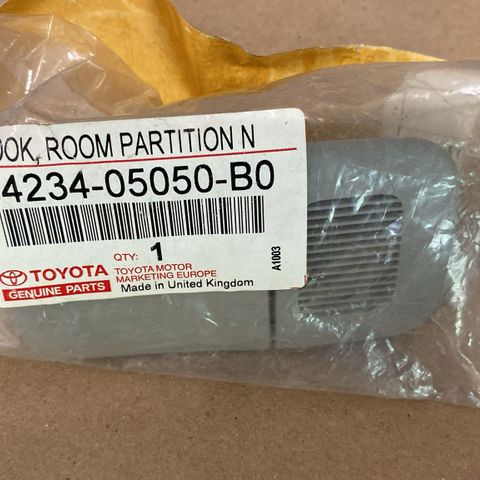 OOK, ROOM PARTITION N
4234-05050-B0
QTY: 1
A1003
TOYOTA
GENUINE PARTS
TOYOTA MOTOR
MARKETING EUROPE
Made in United Kingdom